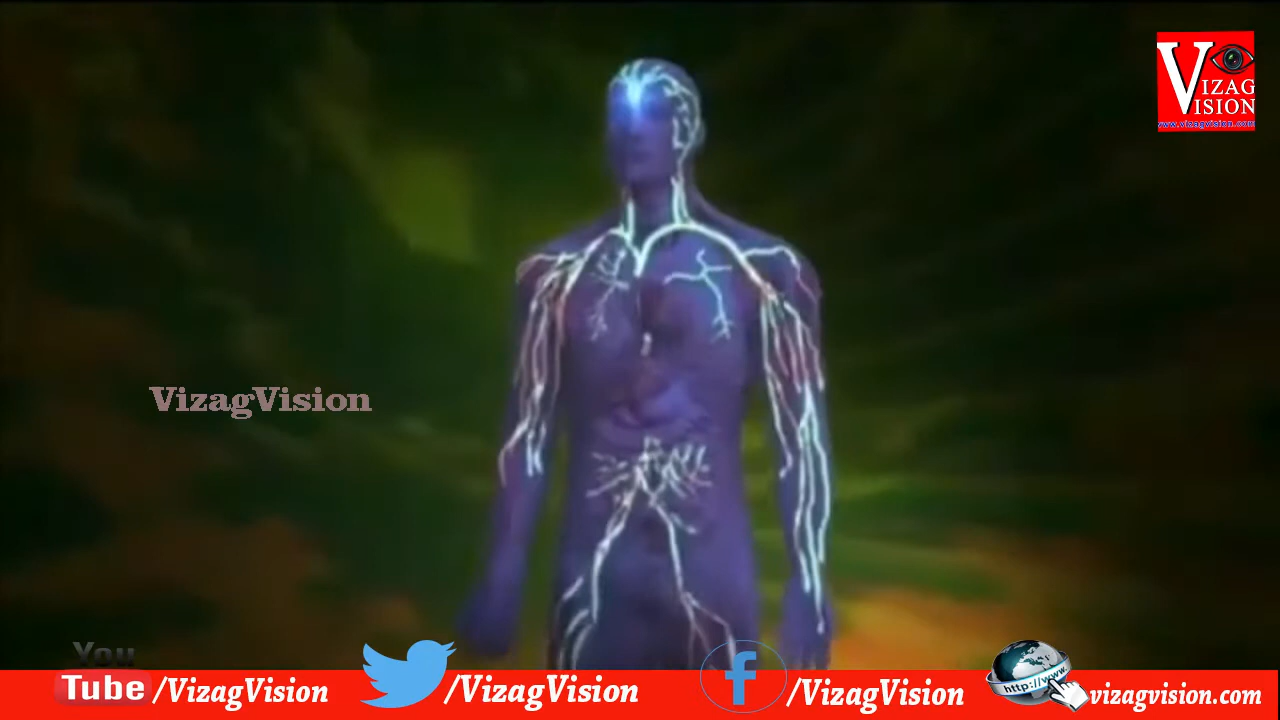 VIZAG
VISION
www.vizagvision.com
VizagVision
You
Tube /VizagVision
/VizagVision
f /VizagVision
http://www.
vizagvision.com